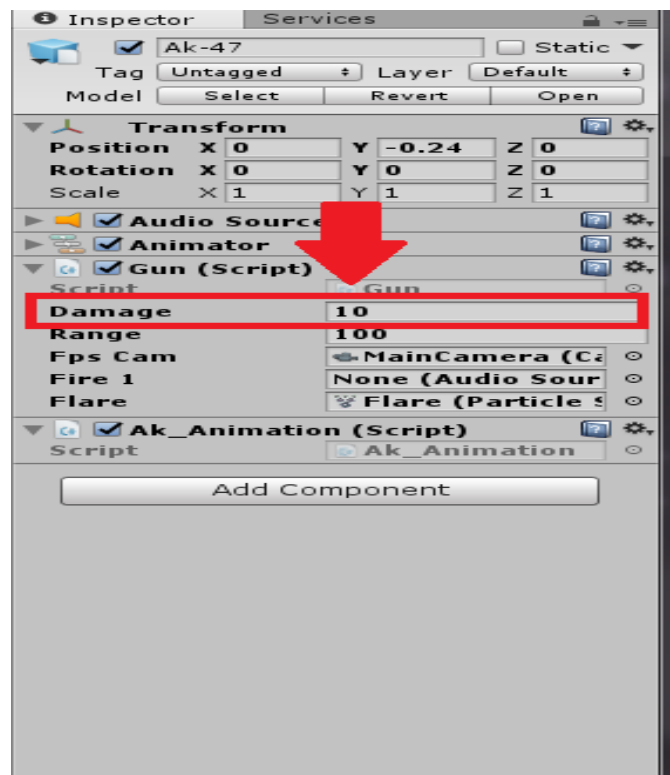 Inspector Services
Ak-47 Static
Tag Untagged Layer Default
Model Select Revert Open
Transform
Position X 0 Y -0.24 Z 0
Rotation X 0 Y 0 Z 0
Scale X 1 Y 1 Z 1
Audio Source
Animator
Gun (Script)
Script Gun
Damage 10
Range 100
Fps Cam MainCamera (Ca
Fire 1 None (Audio Sour
Flare Flare (Particle S
Ak_Animation (Script)
Script Ak_Animation
Add Component